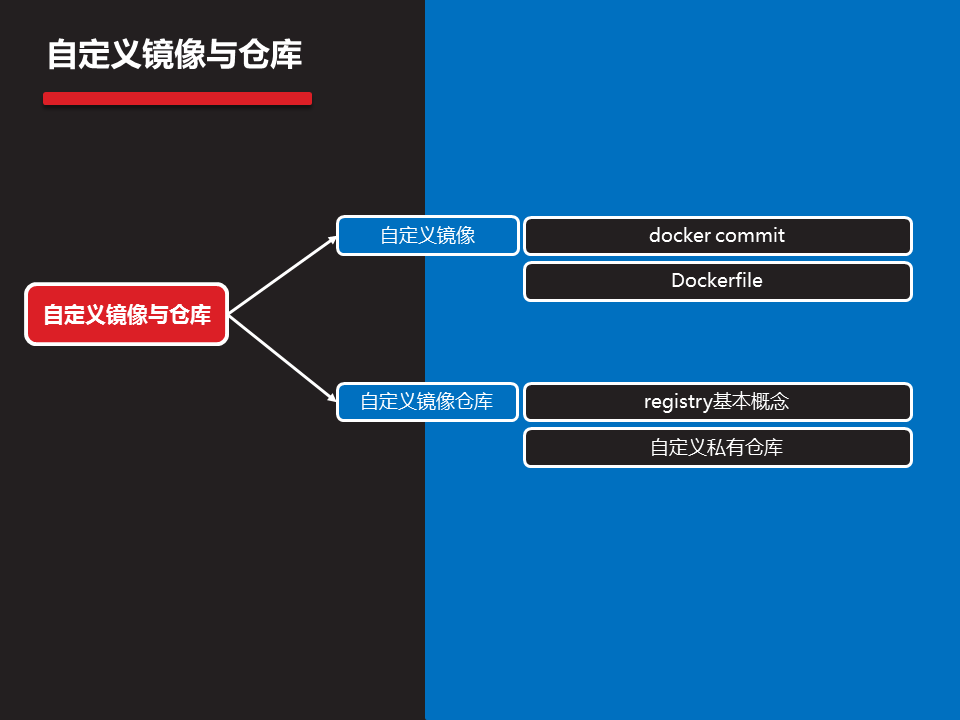 自定义镜像与仓库
自定义镜像
docker commit
Dockerfile
自定义镜像与仓库
自定义镜像仓库
registry基本概念
自定义私有仓库